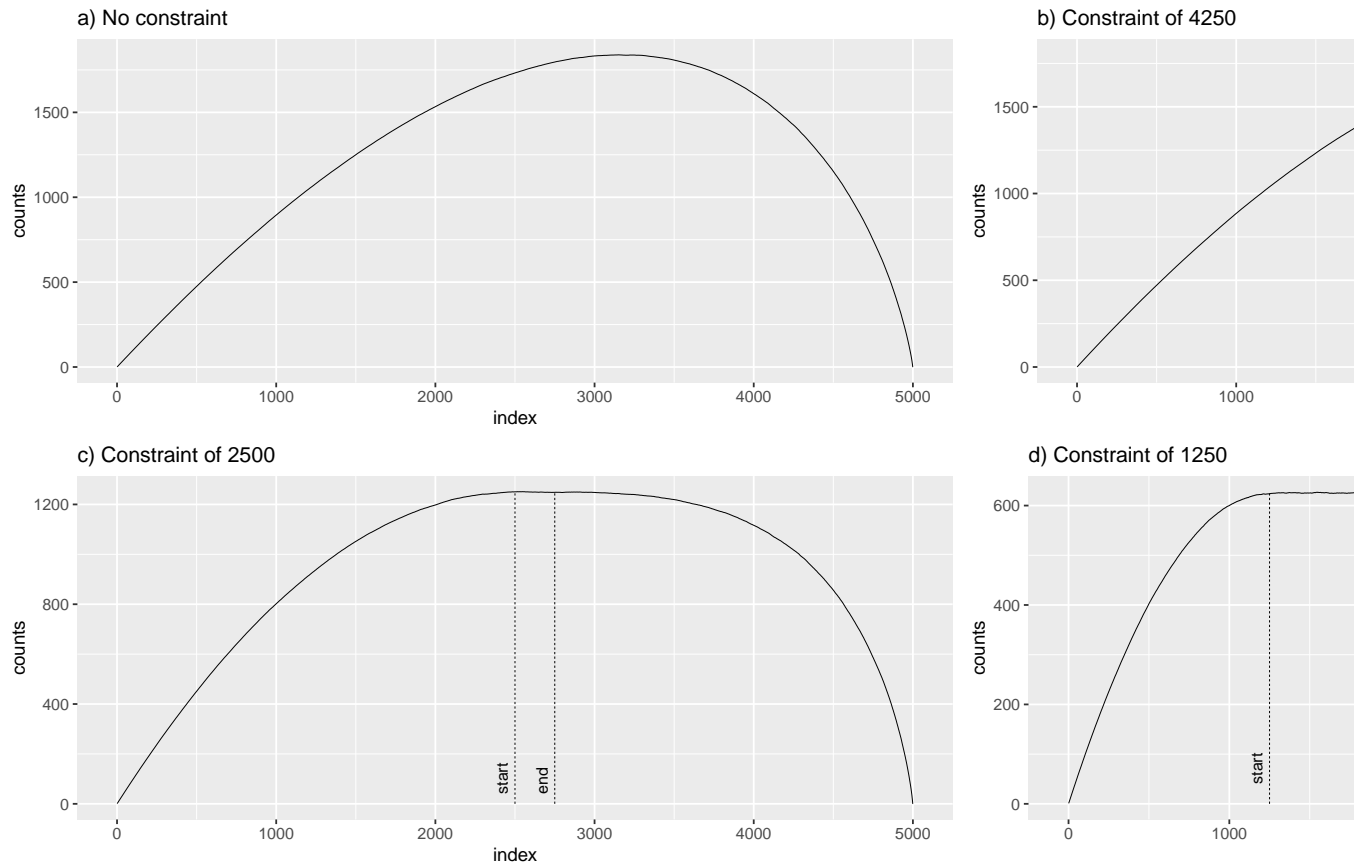 a) No constraint
counts
1500
1000
500
0
0 1000 2000 3000 4000 5000
index
b) Constraint of 4250
counts
1500
1000
500
0
0 1000
c) Constraint of 2500
counts
1200
800
400
0
start
end
0 1000 2000 3000 4000 5000
index
d) Constraint of 1250
counts
600
400
200
0
start
0 1000